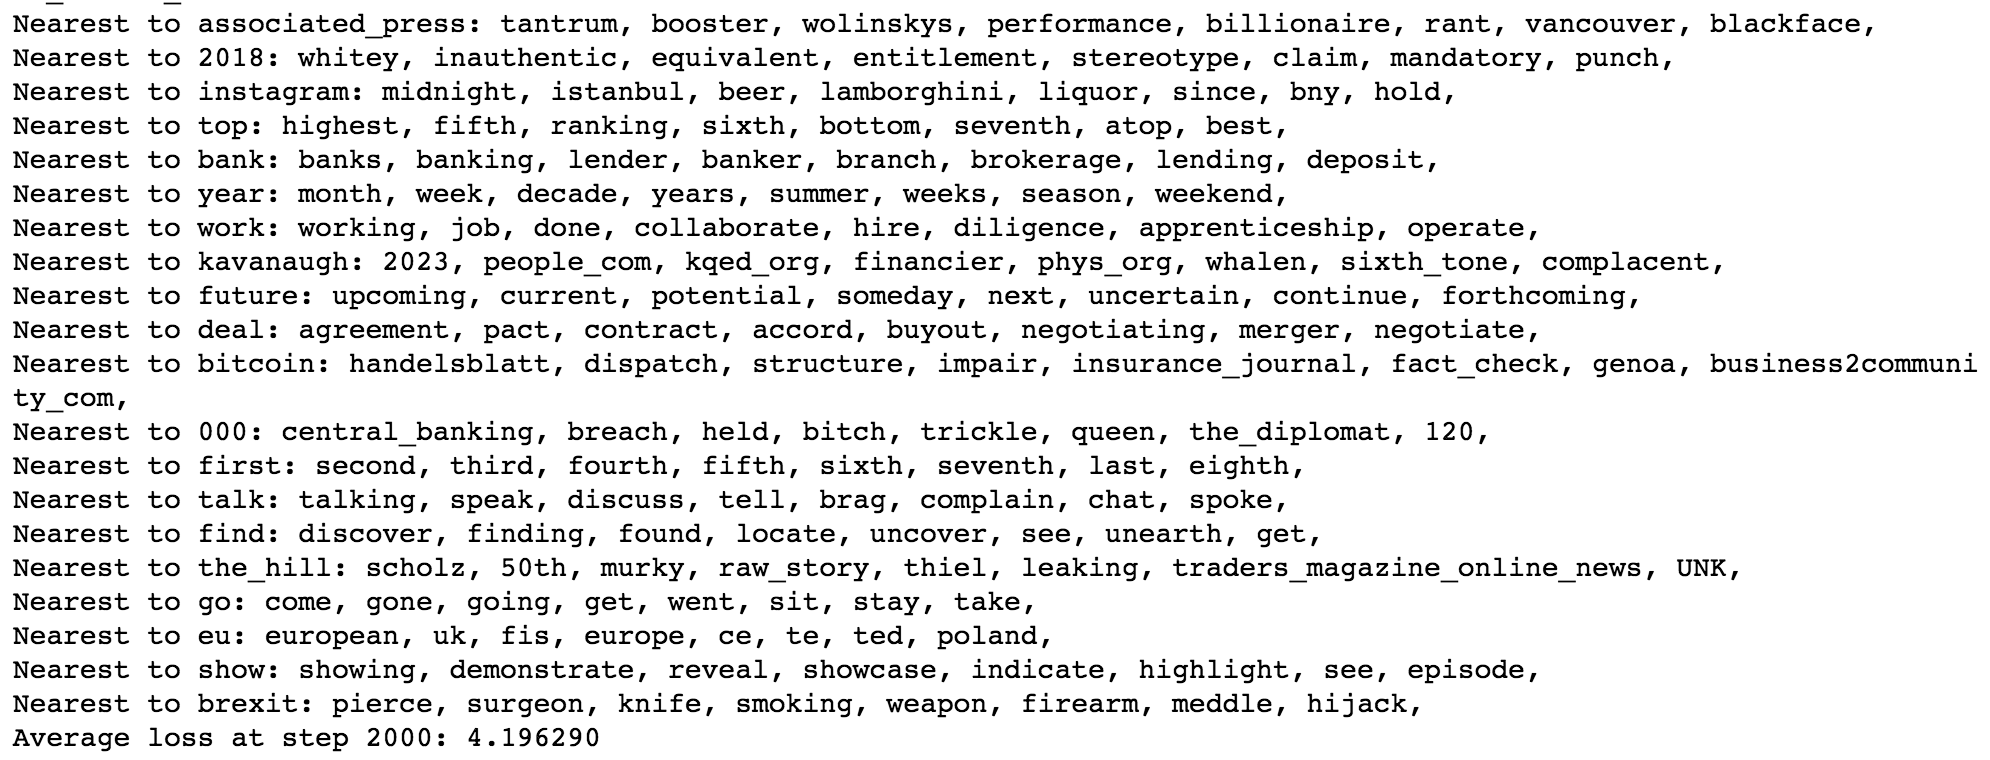 Nearest to associated_press: tantrum, booster, wolinskys, performance, billionaire, rant, vancouver, blackface,
Nearest to 2018: whitey, inauthentic, equivalent, entitlement, stereotype, claim, mandatory, punch,
Nearest to instagram: midnight, istanbul, beer, lamborghini, liquor, since, bny, hold,
Nearest to top: highest, fifth, ranking, sixth, bottom, seventh, atop, best,
Nearest to bank: banks, banking, lender, banker, branch, brokerage, lending, deposit,
Nearest to year: month, week, decade, years, summer, weeks, season, weekend,
Nearest to work: working, job, done, collaborate, hire, diligence, apprenticeship, operate,
Nearest to kavanaugh: 2023, people_com, kqed_org, financier, phys_org, whalen, sixth_tone, complacent,
Nearest to future: upcoming, current, potential, someday, next, uncertain, continue, forthcoming,
Nearest to deal: agreement, pact, contract, accord, buyout, negotiating, merger, negotiate,
Nearest to bitcoin: handelsblatt, dispatch, structure, impair, insurance_journal, fact_check, genoa, business2communi
ty_com,
Nearest to 000: central_banking, breach, held, bitch, trickle, queen, the_diplomat, 120,
Nearest to first: second, third, fourth, fifth, sixth, seventh, last, eighth,
Nearest to talk: talking, speak, discuss, tell, brag, complain, chat, spoke,
Nearest to find: discover, finding, found, locate, uncover, see, unearth, get,
Nearest to the_hill: scholz, 50th, murky, raw_story, thiel, leaking, traders_magazine_online_news, UNK,
Nearest to go: come, gone, going, get, went, sit, stay, take,
Nearest to eu: european, uk, fis, europe, ce, te, ted, poland,
Nearest to show: showing, demonstrate, reveal, showcase, indicate, highlight, see, episode,
Nearest to brexit: pierce, surgeon, knife, smoking, weapon, firearm, meddle, hijack,
Average loss at step 2000: 4.196290